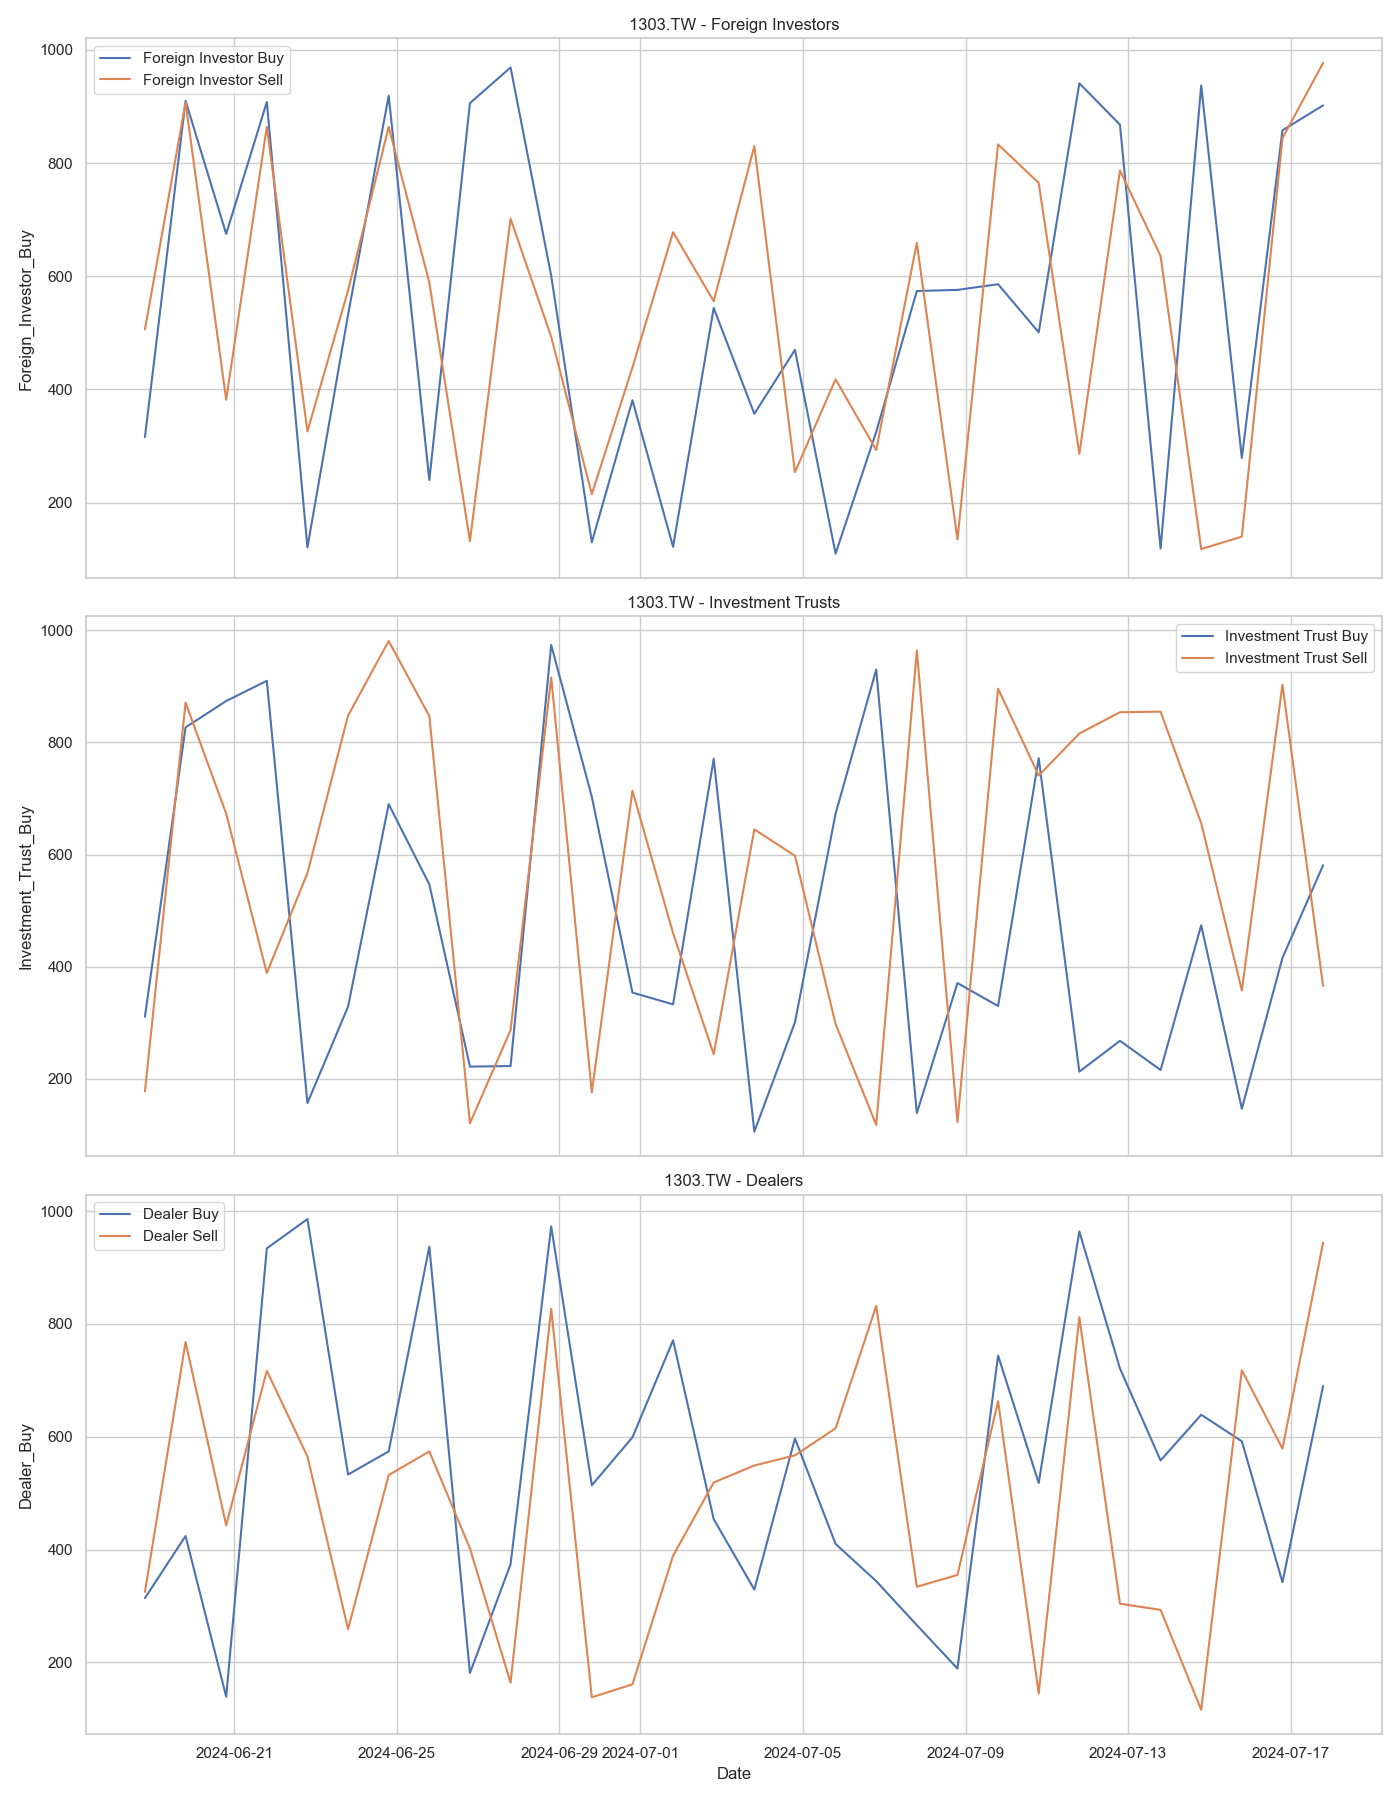 1303.TW - Foreign Investors
Foreign_Investor_Buy
1000
800
600
400
200
Foreign Investor Buy
Foreign Investor Sell
1303.TW - Investment Trusts
Investment_Trust_Buy
1000
800
600
400
200
Investment Trust Buy
Investment Trust Sell
1303.TW - Dealers
Dealer_Buy
1000
800
600
400
200
Dealer Buy
Dealer Sell
2024-06-21 2024-06-25 2024-06-29 2024-07-01 2024-07-05 2024-07-09 2024-07-13 2024-07-17
Date